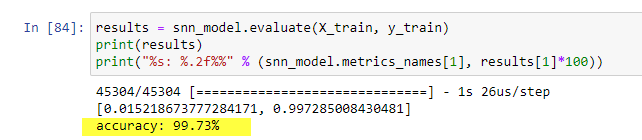 In [84]: results = snn_model.evaluate(X_train, y_train)
print(results)
print("%s: %.2f%%" % (snn_model.metrics_names[1], results[1]*100))
45304/45304 [==============================] - 1s 26us/step
[0.015218673777284171, 0.997285008430481]
accuracy: 99.73%